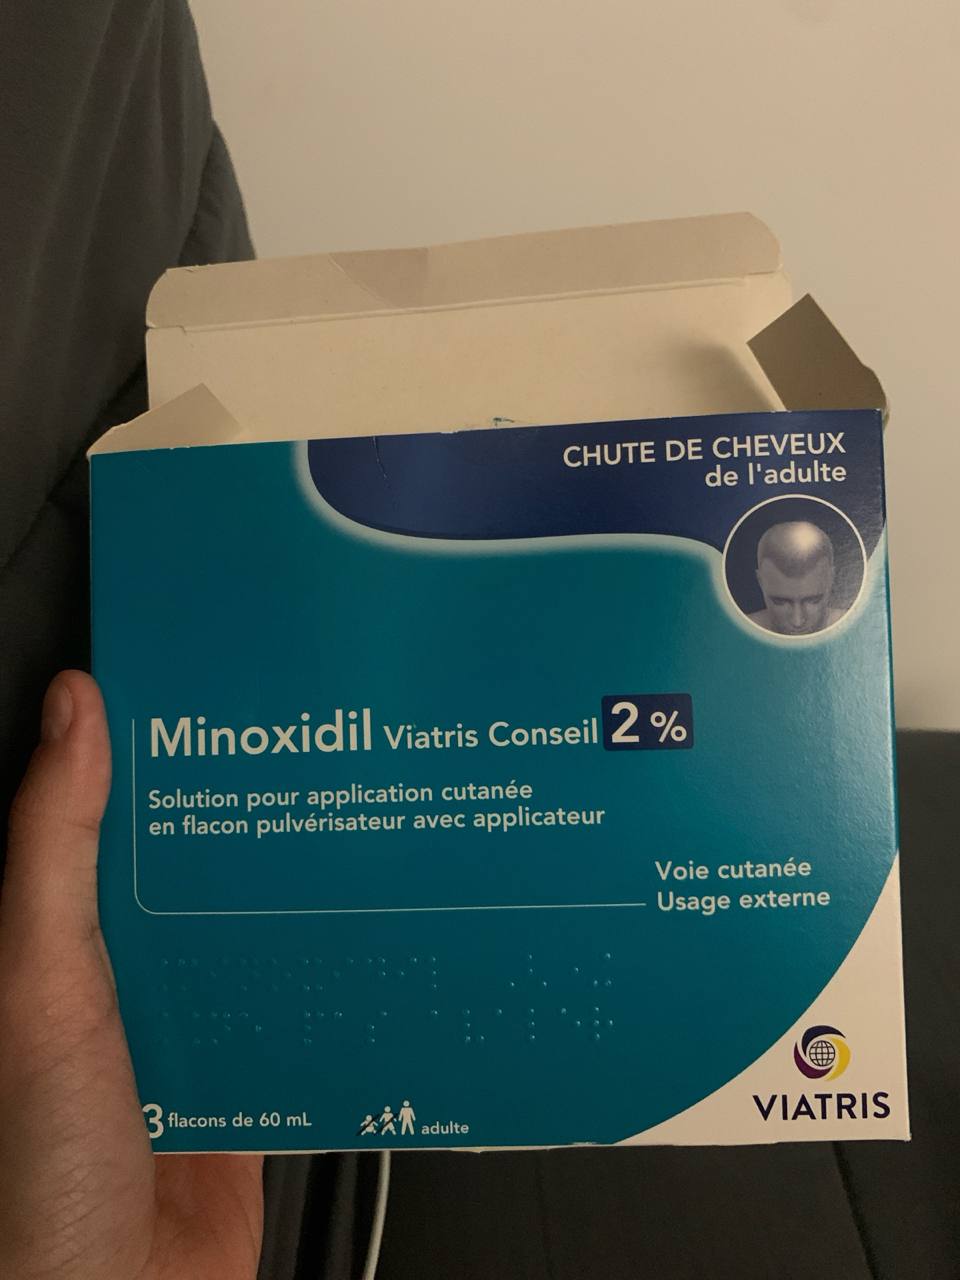 CHUTE DE CHEVEUX
de l'adulte
Minoxidil Viatris Conseil 2 %
Solution pour application cutanée
en flacon pulvérisateur avec applicateur
Voie cutanée
Usage externe
3 flacons de 60 mL
adulte
VIATRIS